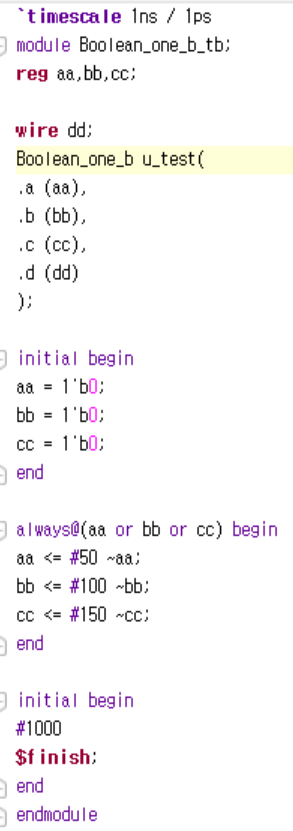 `timescale 1ns / 1ps
module Boolean_one_b_tb;
reg aa,bb,cc;
wire dd;
Boolean_one_b u_test(
.a (aa),
.b (bb),
.c (cc),
.d (dd)
);
initial begin
aa = 1'b0;
bb = 1'b0;
cc = 1'b0;
end
always@(aa or bb or cc) begin
aa <= #50 ~aa;
bb <= #100 ~bb;
cc <= #150 ~cc;
end
initial begin
#1000
$finish;
end
endmodule